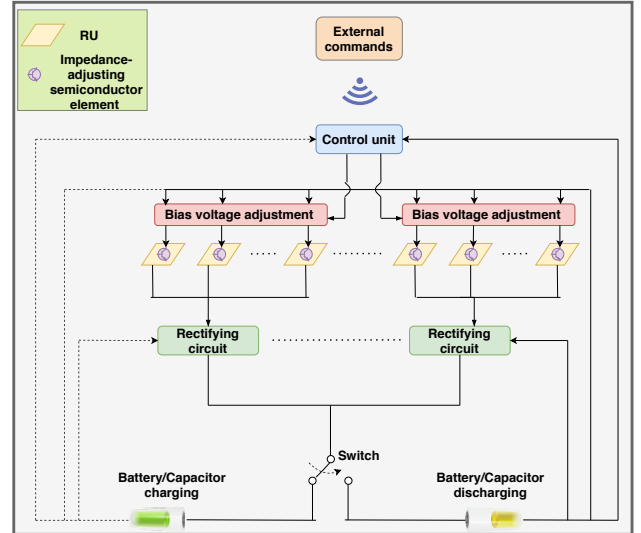 RU
Impedance-
adjusting
semiconductor
element
External
commands
Control unit
Bias voltage adjustment
Bias voltage adjustment
Rectifying
circuit
Rectifying
circuit
Switch
Battery/Capacitor
charging
Battery/Capacitor
discharging